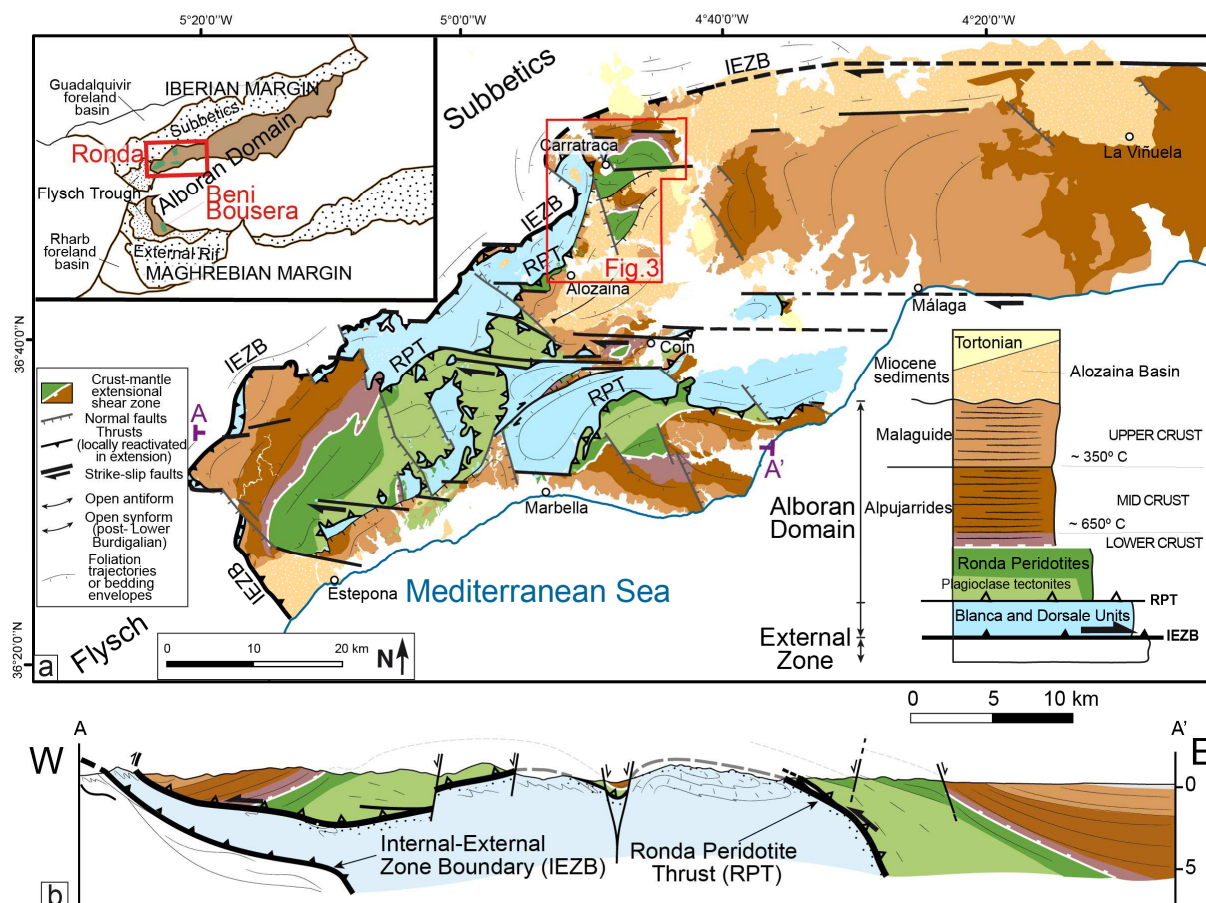 5°20'0''W
5°0'0''W
4°40'0''W
4°20'0''W
36°40'0''N
36°20'0''N
Guadalquivir
foreland
basin
IBERIAN MARGIN
Subbetics
Ronda
Alboran Domain
Flysch Trough
Beni
Bousera
Rharb
foreland
basin
External Rif
MAGHREBIAN MARGIN
Subbetics
IEZB
Carratraca
La Viñuela
IEZB
RPT
Fig.3
Alozaina
Málaga
IEZB
RPT
Coín
RPT
A
A'
Marbella
Estepona
IEZB
Mediterranean Sea
Flysch
Crust-mantle
extensional
shear zone
Normal faults
Thrusts
(locally reactivated
in extension)
Strike-slip faults
Open antiform
Open synform
(post- Lower
Burdigalian)
Foliation
trajectories
or bedding
envelopes
0 10 20 km
N
a
Tortonian
Miocene
sediments
Alozaina Basin
Malaguide
UPPER CRUST
~ 350º C
Alboran
Domain
Alpujarrides
MID CRUST
~ 650º C
LOWER CRUST
Ronda Peridotites
Plagioclase tectonites
RPT
Blanca and Dorsale Units
IEZB
External
Zone
0 5 10 km
A
A'
W
E
0
5
Internal-External
Zone Boundary (IEZB)
Ronda Peridotite
Thrust (RPT)
b